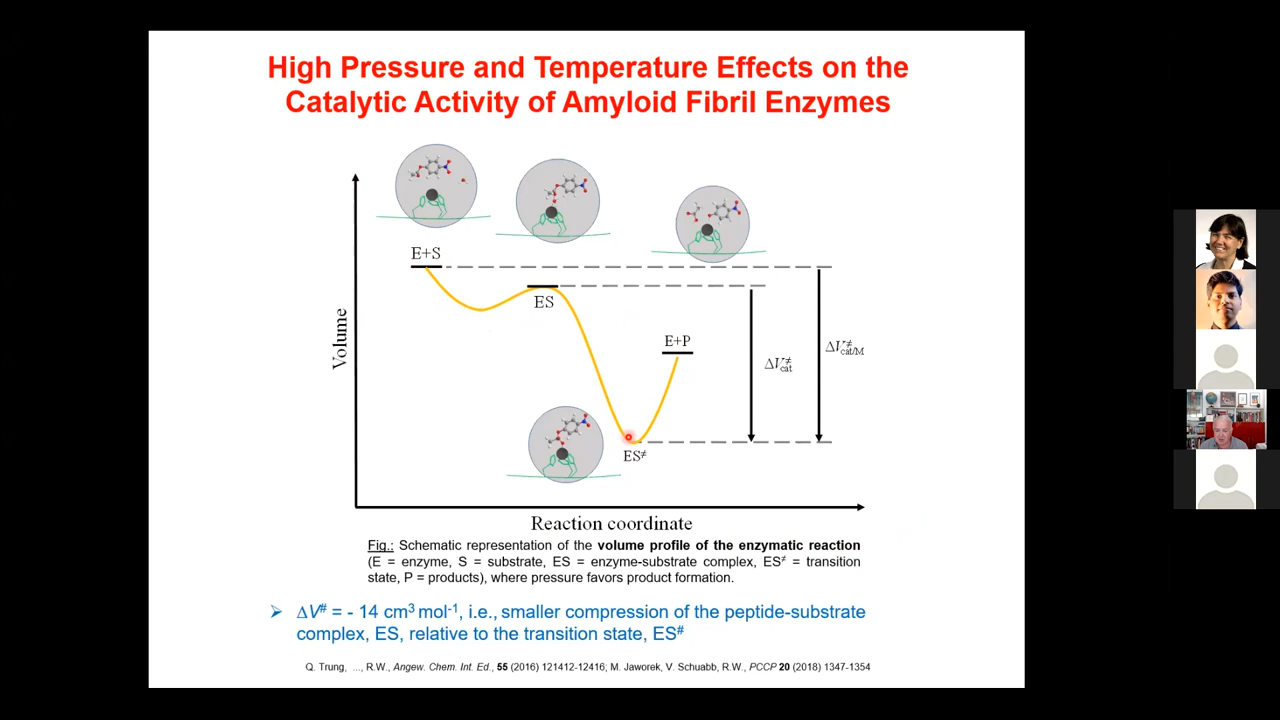 High Pressure and Temperature Effects on the
Catalytic Activity of Amyloid Fibril Enzymes
E+S
ES
E+P
ΔV≠cat
ΔV≠cat/M
ES≠
Volume
Reaction coordinate
Fig.: Schematic representation of the volume profile of the enzymatic reaction
(E = enzyme, S = substrate, ES = enzyme-substrate complex, ES≠ = transition
state, P = products), where pressure favors product formation.
➢ ΔV# = - 14 cm3 mol-1, i.e., smaller compression of the peptide-substrate
complex, ES, relative to the transition state, ES#
Q. Trung, ..., R.W., Angew. Chem. Int. Ed., 55 (2016) 121412-12416; M. Jaworek, V. Schuabb, R.W., PCCP 20 (2018) 1347-1354